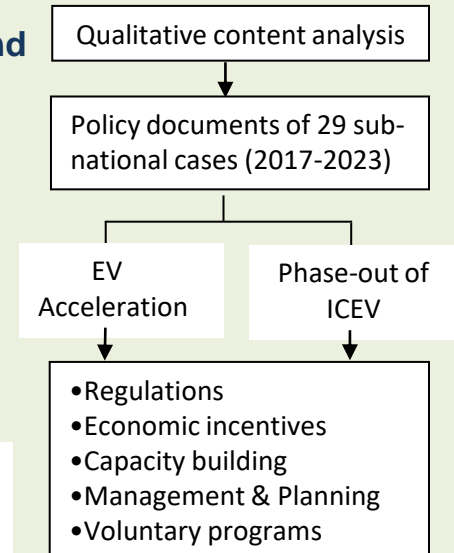 nd
Qualitative content analysis
Policy documents of 29 sub-
national cases (2017-2023)
EV
Acceleration
Phase-out of
ICEV
•Regulations
•Economic incentives
•Capacity building
•Management & Planning
•Voluntary programs